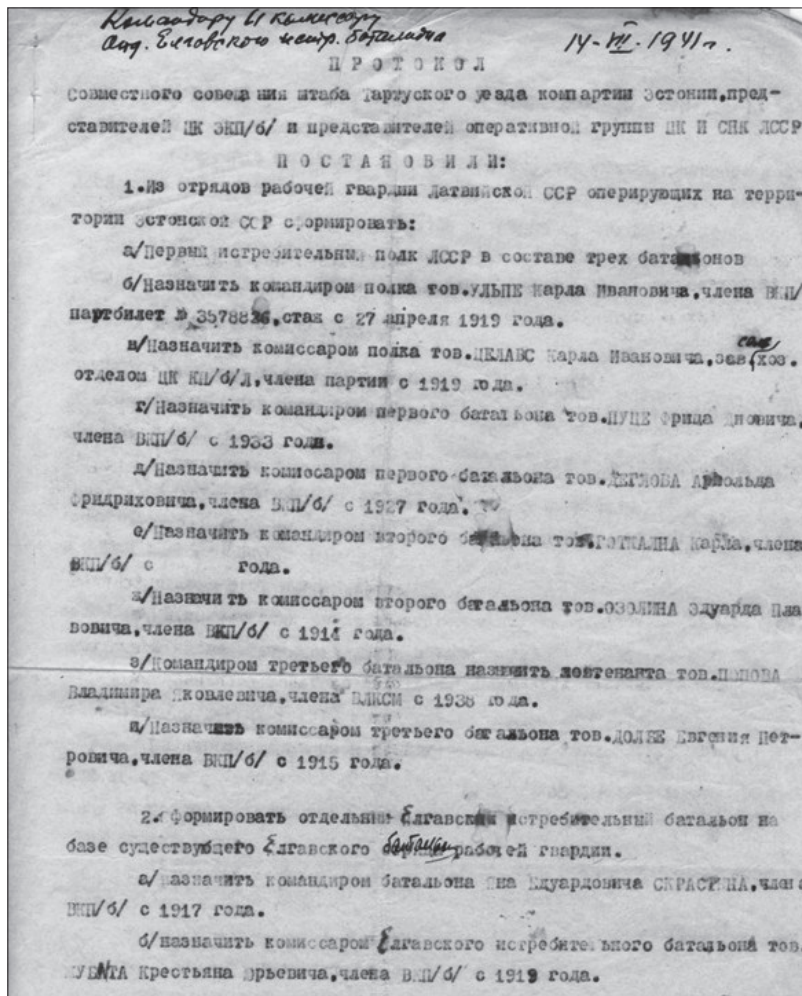 Командиру и комиссару
отд. Елговского истр. баталиона
14-VII-1941 г.
ПРОТОКОЛ
Совместного совещания штаба Тартуского уезда компартии Эстонии,пред-
ставителей ЦК ЭКП/б/ и представителей оперативной группы ЦК И СНК ЛССР
ПОСТАНОВИЛИ:
1.Из отрядов рабочей гвардии Латвийской ССР оперирующих на терри-
тории Эстонской ССР сформировать:
а/Первый истребительный полк ЛССР в составе трех батальонов
б/Назначить командиром полка тов.УЛЬПЕ Карла Ивановича,члена ВКП/
партбилет № 3578826,стаж с 27 апреля 1919 года.
в/Назначить комиссаром полка тов. Карла Ивановича,зав. сел хоз.
отделом ЦК КП/б/Л,члена партии с 1919 года.
г/Назначить командиром первого батальона тов.ПУЦЕ Фрица Яновича,
члена ВКП/б/ с 1933 года.
д/Назначить комиссаром первого батальона тов. Арвольда
Фридриховича,члена ВКП/б/ с 1927 года.
е/Назначить командиром второго батальона тов. Карла,члена
ВКП/б/ с года.
ж/Назначить комиссаром второго батальона тов.ОЗОЛИНА Эдуарда Ива
новича,члена ВКП/б/ с 1914 года.
з/Командиром третьего батальона назначить лейтенанта тов.ПОПОВА
Владимира Яковлевича,члена ВЛКСМ с 1938 года.
и/Назначить комиссаром третьего батальона тов. Евгения Пет-
ровича,члена ВКП/б/ с 1915 года.
2.Сформировать отдельный Елгавский истребительный батальон на
базе существующего Елгавского батальона рабочей гвардии.
а/назначить командиром батальона Яна Эдуардовича СКРАСТИНА,члена
ВКП/б/ с 1917 года.
б/назначить комиссаром Елгавского истребительного батальона тов.
Крестьяна Юрьевича,члена ВКП/б/ с 1919 года.